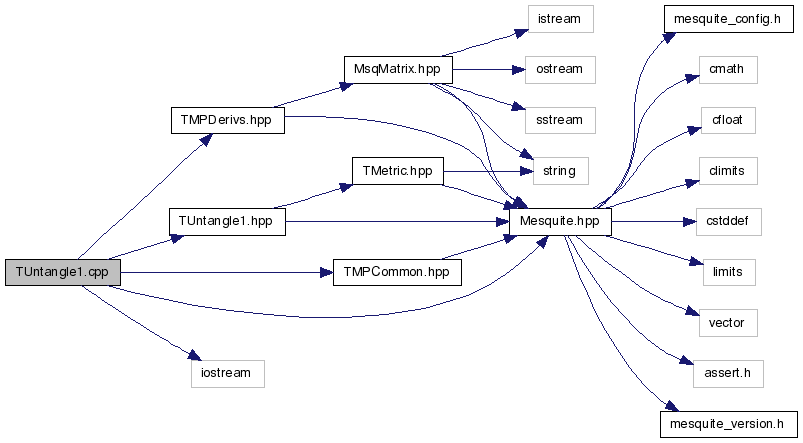 istream
mesquite_config.h
MsqMatrix.hpp
ostream
cmath
TMPDerivs.hpp
sstream
cfloat
TMetric.hpp
string
climits
TUntangle1.hpp
Mesquite.hpp
cstddef
TUntangle1.cpp
TMPCommon.hpp
limits
vector
iostream
assert.h
mesquite_version.h